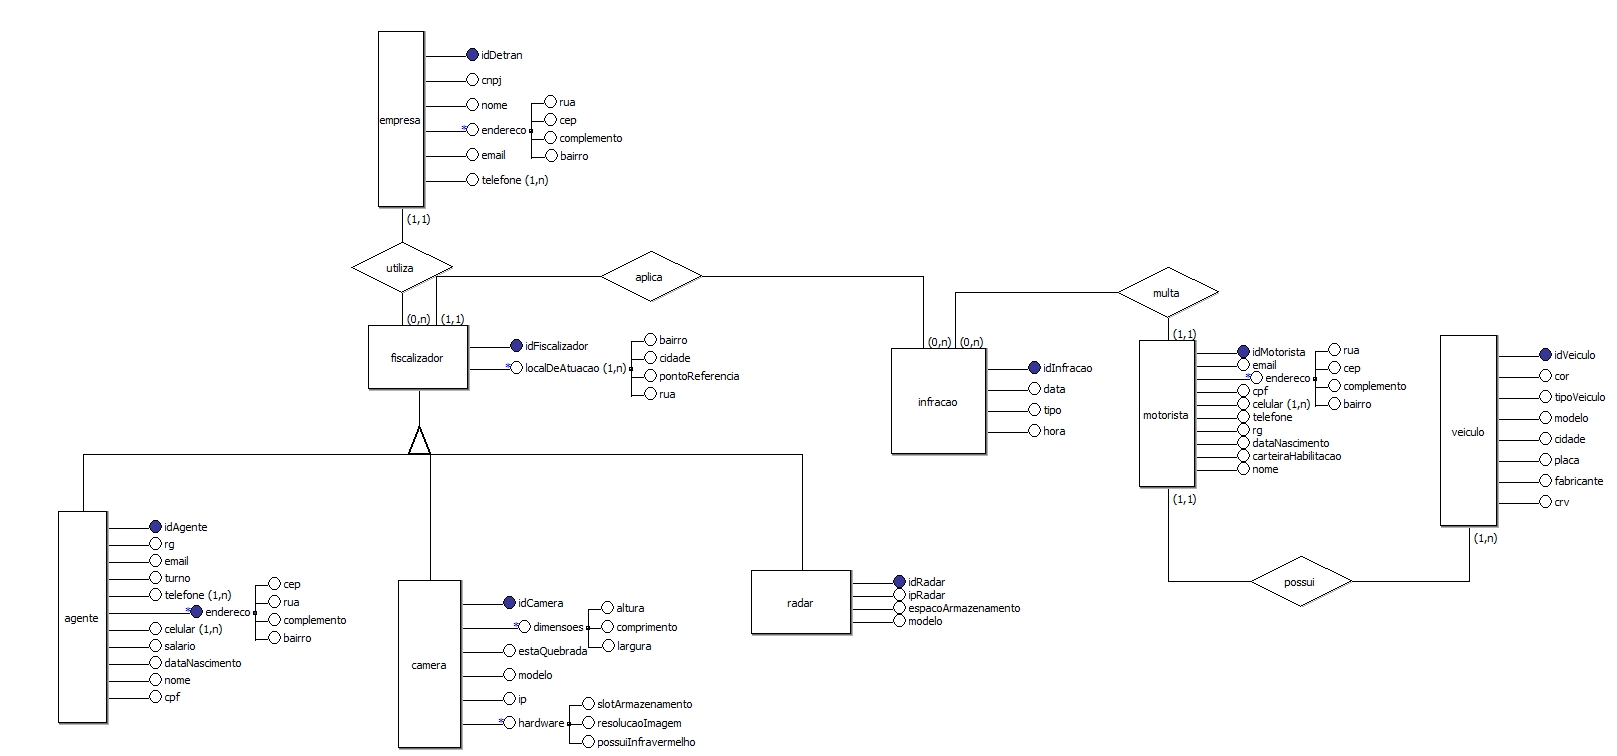 empresa
idDetran
cnpj
nome
*endereco
rua
cep
complemento
bairro
email
telefone (1,n)
(1,1)
utiliza
(0,n)
(1,1)
aplica
fiscalizador
idFiscalizador
*localDeAtuacao (1,n)
bairro
cidade
pontoReferencia
rua
(0,n)
(0,n)
infracao
idInfracao
data
tipo
hora
multa
(1,1)
motorista
idMotorista
email
*endereco
rua
cep
complemento
bairro
cpf
celular (1,n)
telefone
rg
dataNascimento
carteiraHabilitacao
nome
(1,1)
possui
(1,n)
veiculo
idVeiculo
cor
tipoVeiculo
modelo
cidade
placa
fabricante
crv
agente
idAgente
rg
email
turno
telefone (1,n)
*endereco
cep
rua
complemento
bairro
celular (1,n)
salario
dataNascimento
nome
cpf
camera
idCamera
*dimensoes
altura
comprimento
largura
estaQuebrada
modelo
ip
*hardware
slotArmazenamento
resolucaoImagem
possuiInfravermelho
radar
idRadar
ipRadar
espacoArmazenamento
modelo